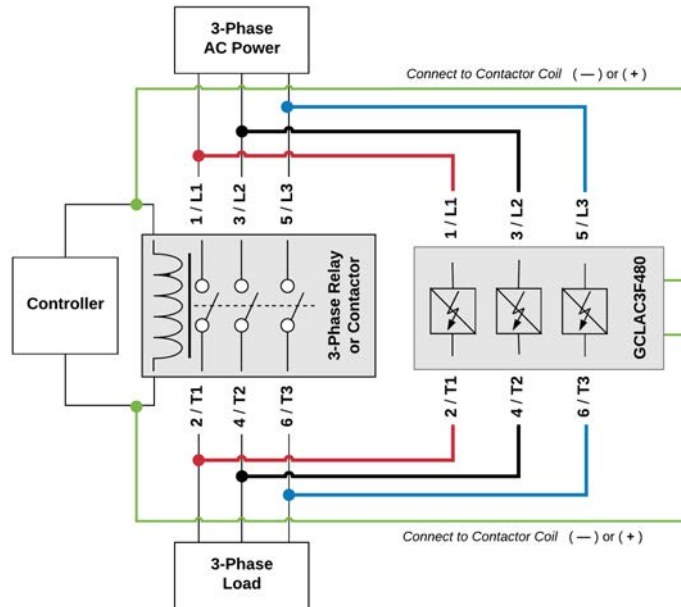 3-Phase
AC Power
Connect to Contactor Coil (—) or (+)
1 / L1
3 / L2
5 / L3
1 / L1
3 / L2
5 / L3
Controller
3-Phase Relay
or Contactor
GCLAC3F480
2 / T1
4 / T2
6 / T3
2 / T1
4 / T2
6 / T3
Connect to Contactor Coil (—) or (+)
3-Phase
Load